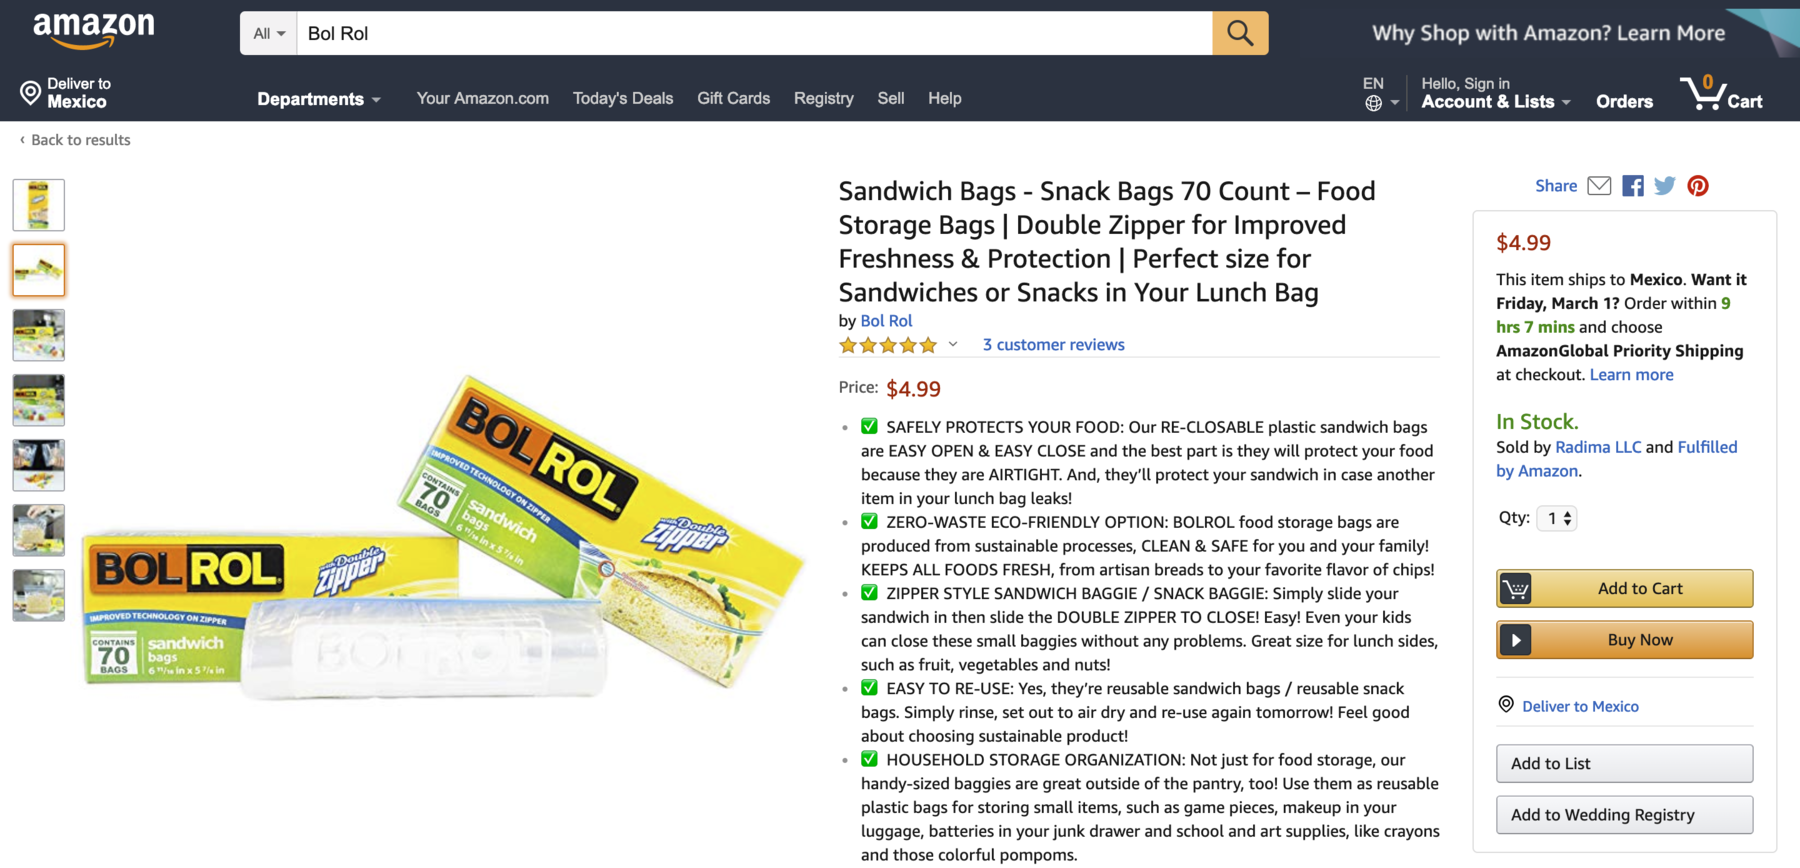 amazon
All
Bol Rol
Why Shop with Amazon? Learn More
Deliver to
Mexico
Departments
Your Amazon.com
Today's Deals
Gift Cards
Registry
Sell
Help
EN
Hello, Sign in
Account & Lists
Orders
0
Cart
‹ Back to results
BOL ROL
IMPROVED TECHNOLOGY ON ZIPPER
CONTAINS
70
BAGS
sandwich
bags
6 11/16 in x 5 7/8 in
with Double
Zipper
BOL ROL
with Double
Zipper
IMPROVED TECHNOLOGY ON ZIPPER
CONTAINS
70
BAGS
sandwich
bags
6 11/16 in x 5 7/8 in
BOLROL
Sandwich Bags - Snack Bags 70 Count – Food
Storage Bags | Double Zipper for Improved
Freshness & Protection | Perfect size for
Sandwiches or Snacks in Your Lunch Bag
by Bol Rol
3 customer reviews
Price: $4.99
• ✅ SAFELY PROTECTS YOUR FOOD: Our RE-CLOSABLE plastic sandwich bags
are EASY OPEN & EASY CLOSE and the best part is they will protect your food
because they are AIRTIGHT. And, they’ll protect your sandwich in case another
item in your lunch bag leaks!
• ✅ ZERO-WASTE ECO-FRIENDLY OPTION: BOLROL food storage bags are
produced from sustainable processes, CLEAN & SAFE for you and your family!
KEEPS ALL FOODS FRESH, from artisan breads to your favorite flavor of chips!
• ✅ ZIPPER STYLE SANDWICH BAGGIE / SNACK BAGGIE: Simply slide your
sandwich in then slide the DOUBLE ZIPPER TO CLOSE! Easy! Even your kids
can close these small baggies without any problems. Great size for lunch sides,
such as fruit, vegetables and nuts!
• ✅ EASY TO RE-USE: Yes, they’re reusable sandwich bags / reusable snack
bags. Simply rinse, set out to air dry and re-use again tomorrow! Feel good
about choosing sustainable product!
• ✅ HOUSEHOLD STORAGE ORGANIZATION: Not just for food storage, our
handy-sized baggies are great outside of the pantry, too! Use them as reusable
plastic bags for storing small items, such as game pieces, makeup in your
luggage, batteries in your junk drawer and school and art supplies, like crayons
and those colorful pompoms.
Share
$4.99
This item ships to Mexico. Want it
Friday, March 1? Order within 9
hrs 7 mins and choose
AmazonGlobal Priority Shipping
at checkout. Learn more
In Stock.
Sold by Radima LLC and Fulfilled
by Amazon.
Qty: 1
Add to Cart
Buy Now
Deliver to Mexico
Add to List
Add to Wedding Registry